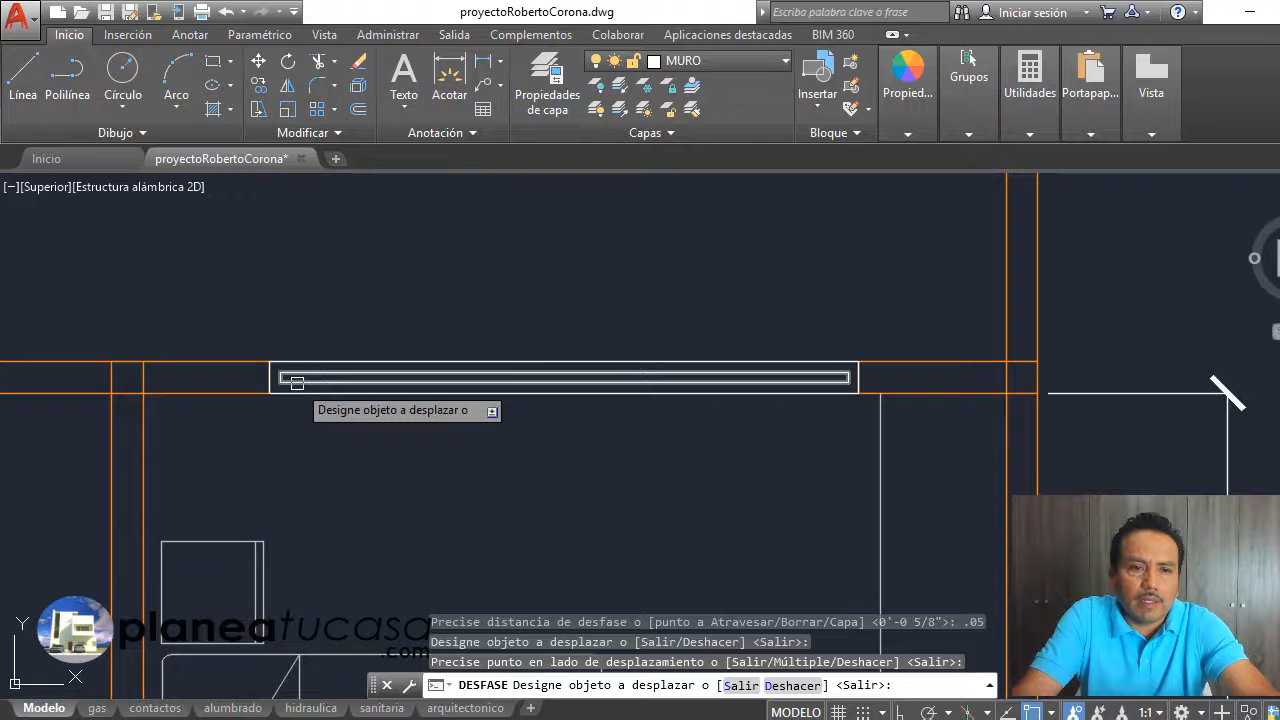 proyectoRobertoCorona.dwg
Escriba palabra clave o frase
Iniciar sesión
Inicio
Inserción
Anotar
Paramétrico
Vista
Administrar
Salida
Complementos
Colaborar
Aplicaciones destacadas
BIM 360
MURO
Línea
Polilínea
Círculo
Arco
Texto
Acotar
Propiedades
de capa
Insertar
Propied...
Grupos
Utilidades
Portapap...
Vista
Dibujo
Modificar
Anotación
Capas
Bloque
Inicio
proyectoRobertoCorona*
[−][Superior][Estructura alámbrica 2D]
Designe objeto a desplazar o
planeatucasa
.com
Y
X
Precise distancia de desfase o [punto a Atravesar/Borrar/Capa] <0'-0 5/8">: .05
Designe objeto a desplazar o [Salir/Deshacer] <Salir>:
Precise punto en lado de desplazamiento o [Salir/Múltiple/Deshacer] <Salir>:
DESFASE Designe objeto a desplazar o [Salir Deshacer] <Salir>:
Modelo
gas
contactos
alumbrado
hiraulica
sanitaria
arquitectonico
MODELO
1:1